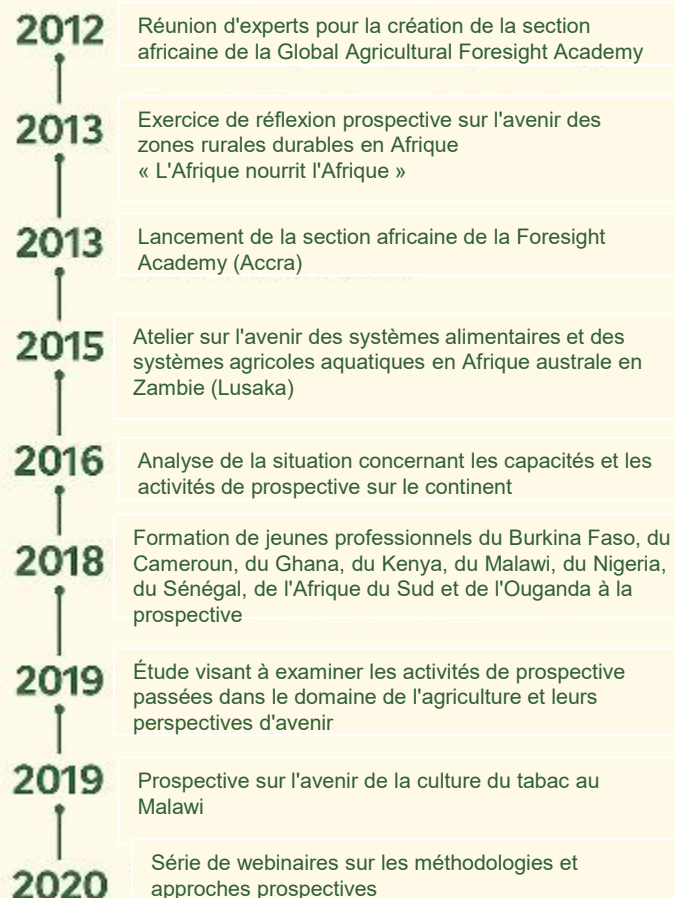 2012
Réunion d'experts pour la création de la section
africaine de la Global Agricultural Foresight Academy
2013
Exercice de réflexion prospective sur l'avenir des
zones rurales durables en Afrique
« L'Afrique nourrit l'Afrique »
2013
Lancement de la section africaine de la Foresight
Academy (Accra)
2015
Atelier sur l'avenir des systèmes alimentaires et des
systèmes agricoles aquatiques en Afrique australe en
Zambie (Lusaka)
2016
Analyse de la situation concernant les capacités et les
activités de prospective sur le continent
2018
Formation de jeunes professionnels du Burkina Faso, du
Cameroun, du Ghana, du Kenya, du Malawi, du Nigeria,
du Sénégal, de l'Afrique du Sud et de l'Ouganda à la
prospective
2019
Étude visant à examiner les activités de prospective
passées dans le domaine de l'agriculture et leurs
perspectives d'avenir
2019
Prospective sur l'avenir de la culture du tabac au
Malawi
2020
Série de webinaires sur les méthodologies et
approches prospectives